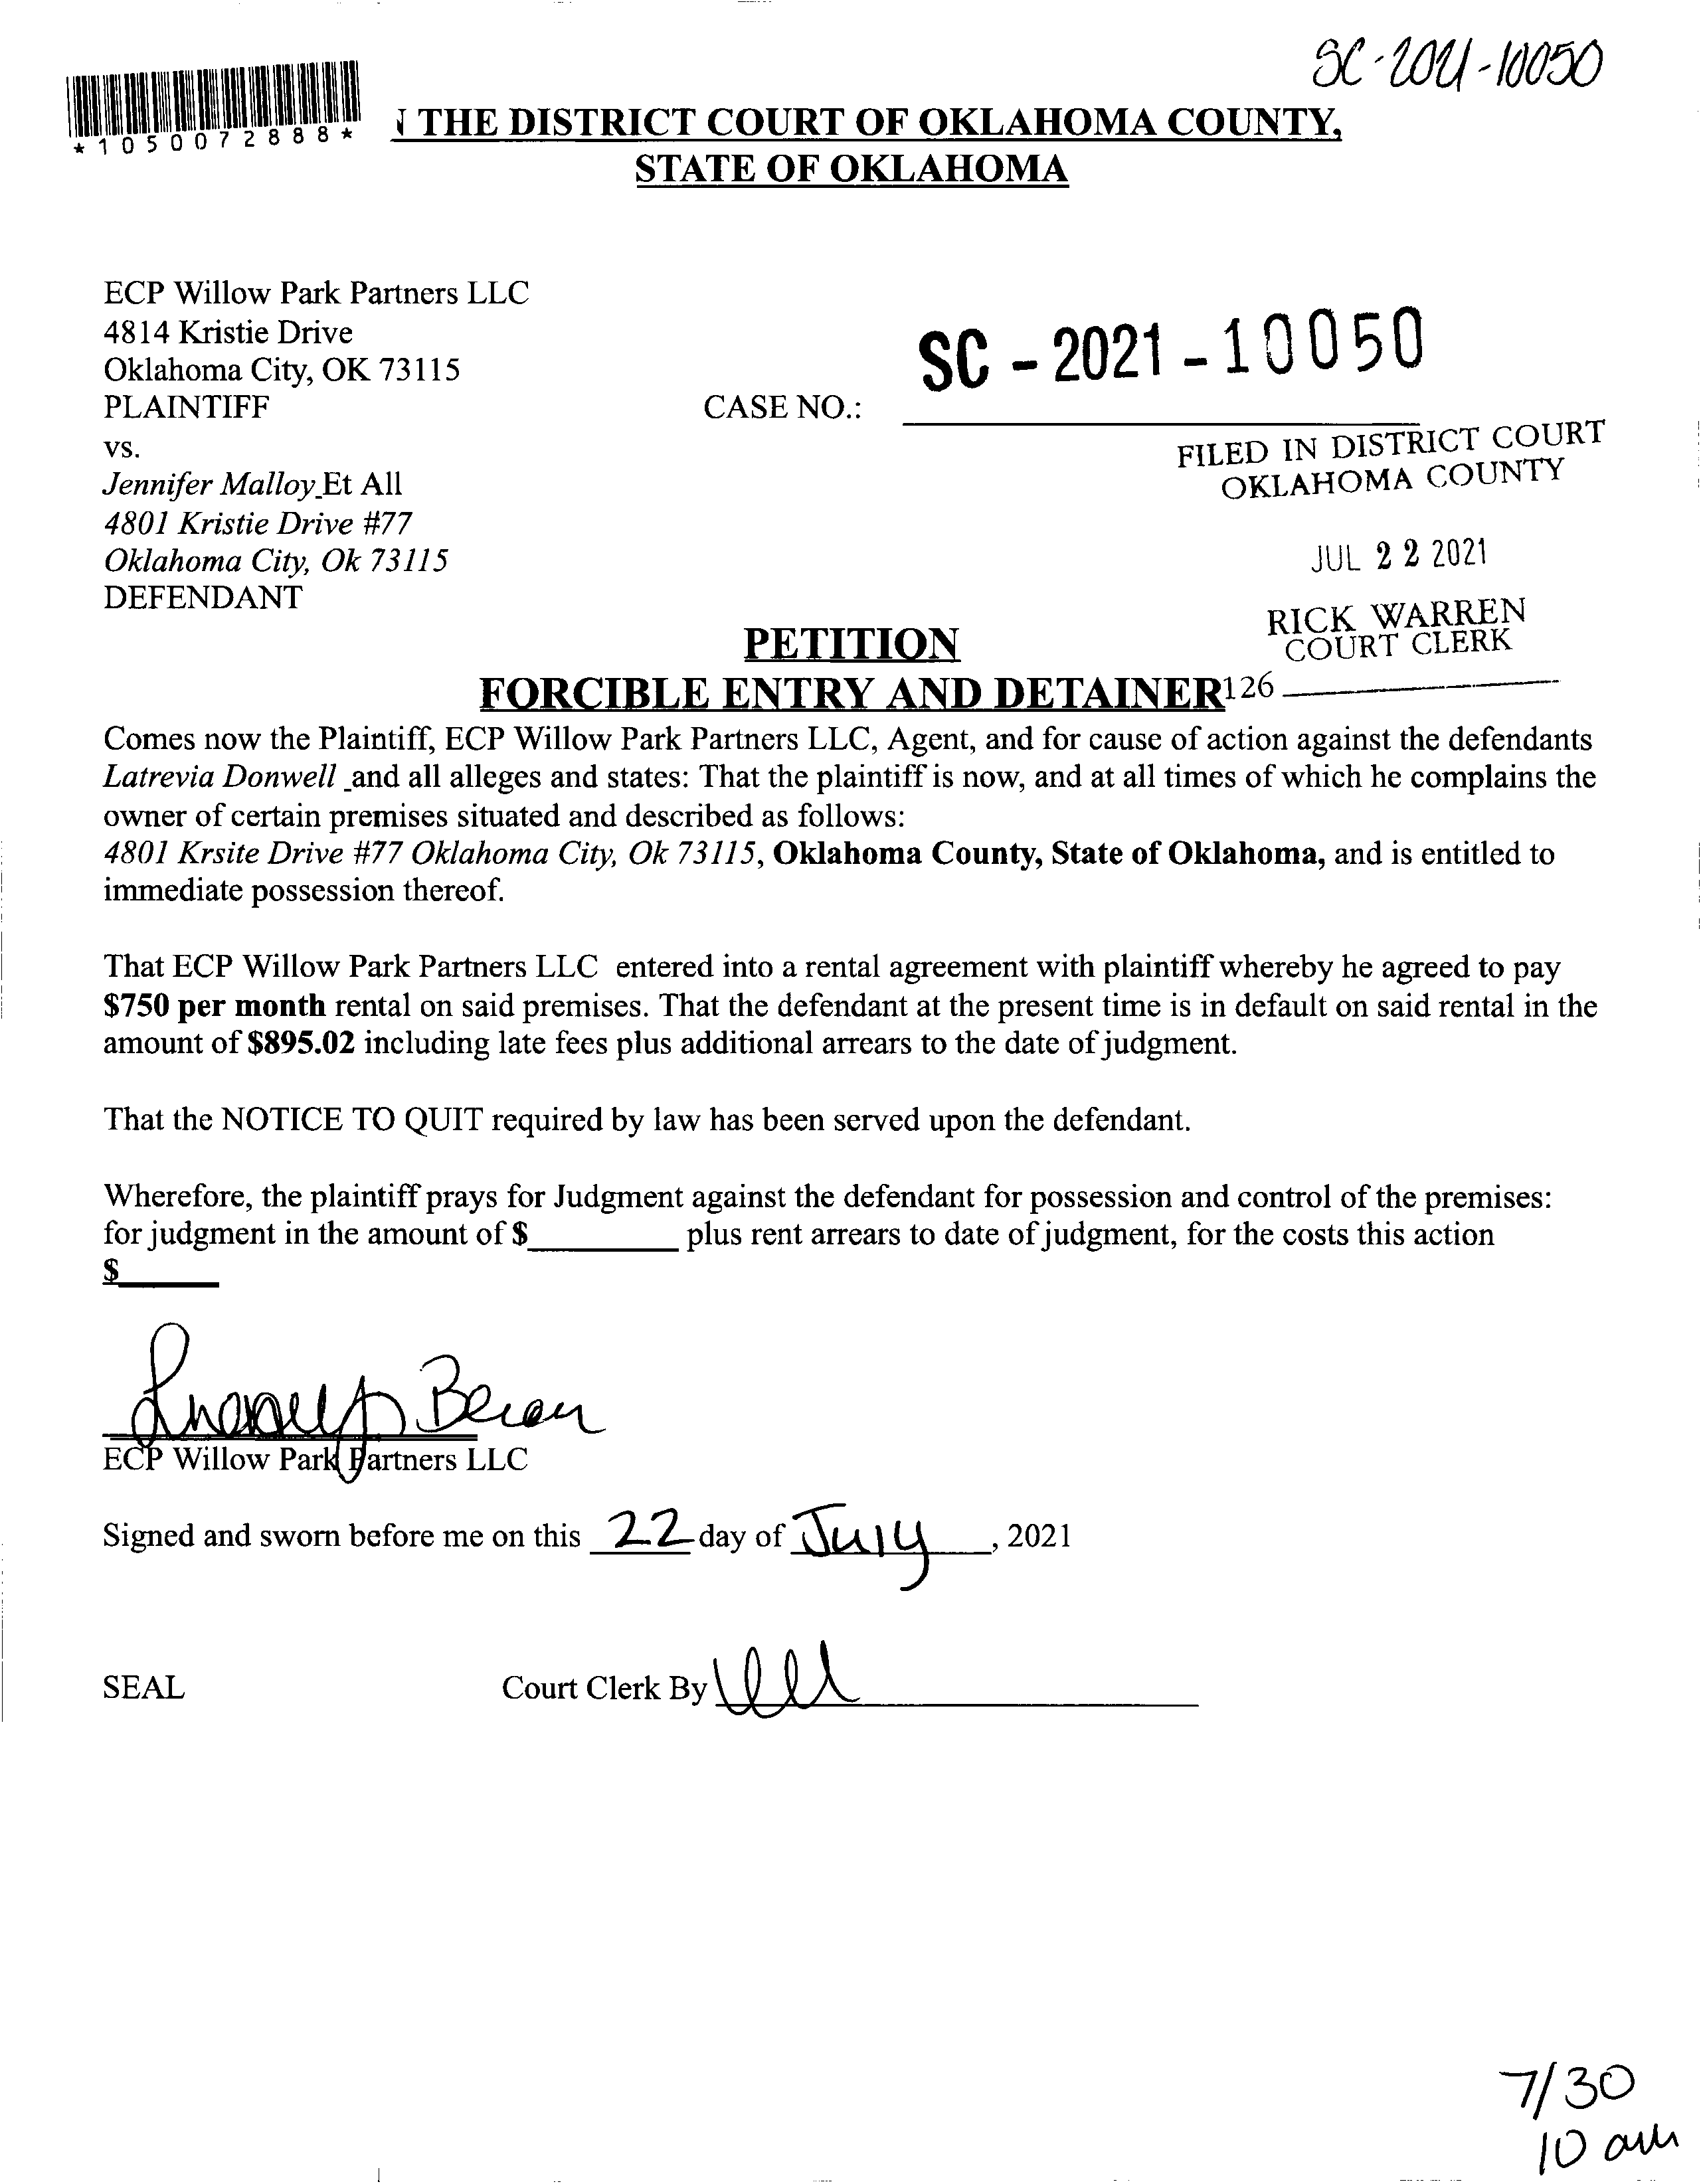 SC-2021-10050
*1050072888*
THE DISTRICT COURT OF OKLAHOMA COUNTY,
STATE OF OKLAHOMA
ECP Willow Park Partners LLC
4814 Kristie Drive
Oklahoma City, OK 73115
PLAINTIFF
CASE NO.:
SC - 2021 - 10050
vs.
Jennifer Malloy Et All
4801 Kristie Drive #77
Oklahoma City, Ok 73115
DEFENDANT
FILED IN DISTRICT COURT
OKLAHOMA COUNTY
JUL 22 2021
RICK WARREN
COURT CLERK
126
PETITION
FORCIBLE ENTRY AND DETAINER
Comes now the Plaintiff, ECP Willow Park Partners LLC, Agent, and for cause of action against the defendants
Latrevia Donwell and all alleges and states: That the plaintiff is now, and at all times of which he complains the
owner of certain premises situated and described as follows:
4801 Krsite Drive #77 Oklahoma City, Ok 73115, Oklahoma County, State of Oklahoma, and is entitled to
immediate possession thereof.
That ECP Willow Park Partners LLC entered into a rental agreement with plaintiff whereby he agreed to pay
$750 per month rental on said premises. That the defendant at the present time is in default on said rental in the
amount of $895.02 including late fees plus additional arrears to the date of judgment.
That the NOTICE TO QUIT required by law has been served upon the defendant.
Wherefore, the plaintiff prays for Judgment against the defendant for possession and control of the premises:
for judgment in the amount of $________ plus rent arrears to date of judgment, for the costs this action
$______
ECP Willow Park Partners LLC
Signed and sworn before me on this 22 day of July, 2021
SEAL
Court Clerk By
7/30
10 am